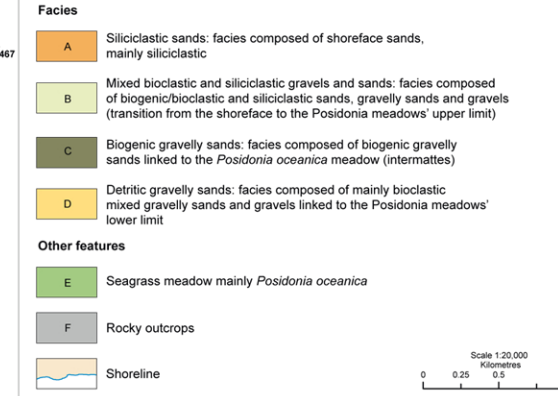 Facies
467
A
Siliciclastic sands: facies composed of shoreface sands,
mainly siliciclastic
B
Mixed bioclastic and siliciclastic gravels and sands: facies composed
of biogenic/bioclastic and siliciclastic sands, gravelly sands and gravels
(transition from the shoreface to the Posidonia meadows' upper limit)
C
Biogenic gravelly sands: facies composed of biogenic gravelly
sands linked to the Posidonia oceanica meadow (intermattes)
D
Detritic gravelly sands: facies composed of mainly bioclastic
mixed gravelly sands and gravels linked to the Posidonia meadows'
lower limit
Other features
E
Seagrass meadow mainly Posidonia oceanica
F
Rocky outcrops
Shoreline
Scale 1:20,000
Kilometres
0 0.25 0.5